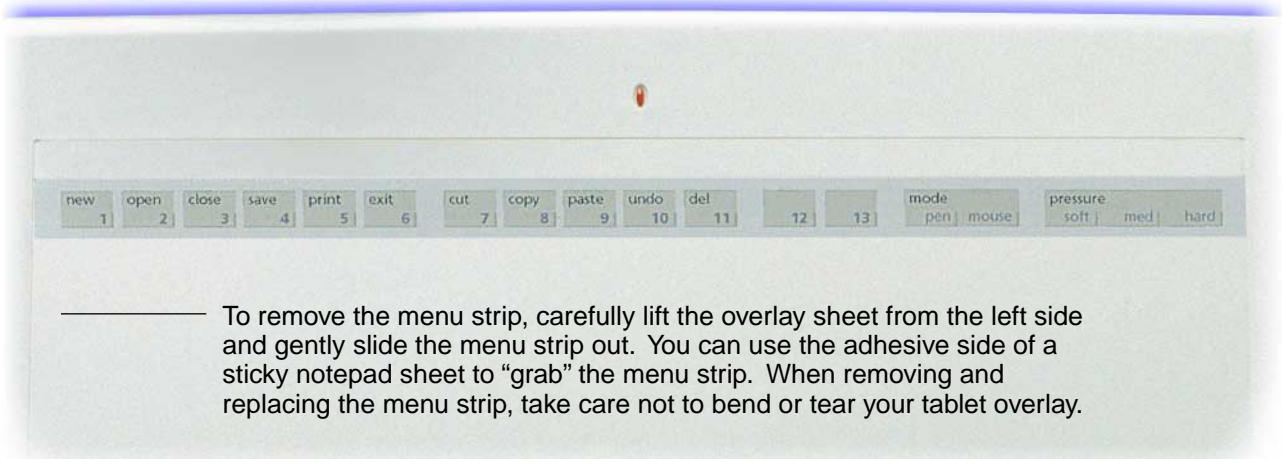 new open close save print exit cut copy paste undo del mode pressure
1 2 3 4 5 6 7 8 9 10 11 12 13 pen mouse soft med hard
To remove the menu strip, carefully lift the overlay sheet from the left side
and gently slide the menu strip out. You can use the adhesive side of a
sticky notepad sheet to “grab” the menu strip. When removing and
replacing the menu strip, take care not to bend or tear your tablet overlay.